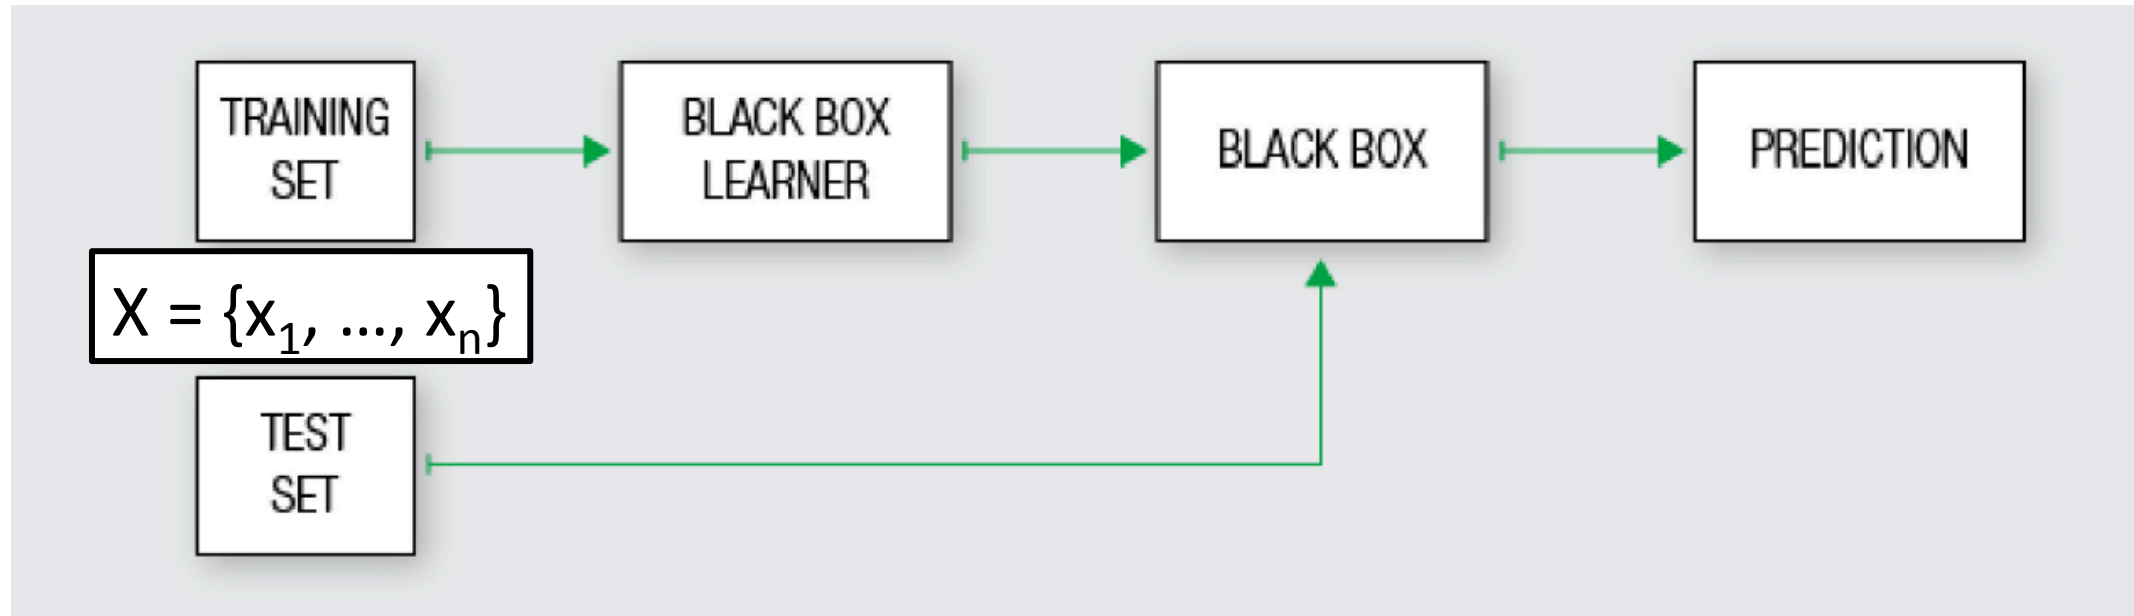 TRAINING
SET
BLACK BOX
LEARNER
BLACK BOX
PREDICTION
X = {x₁, ..., xₙ}
TEST
SET